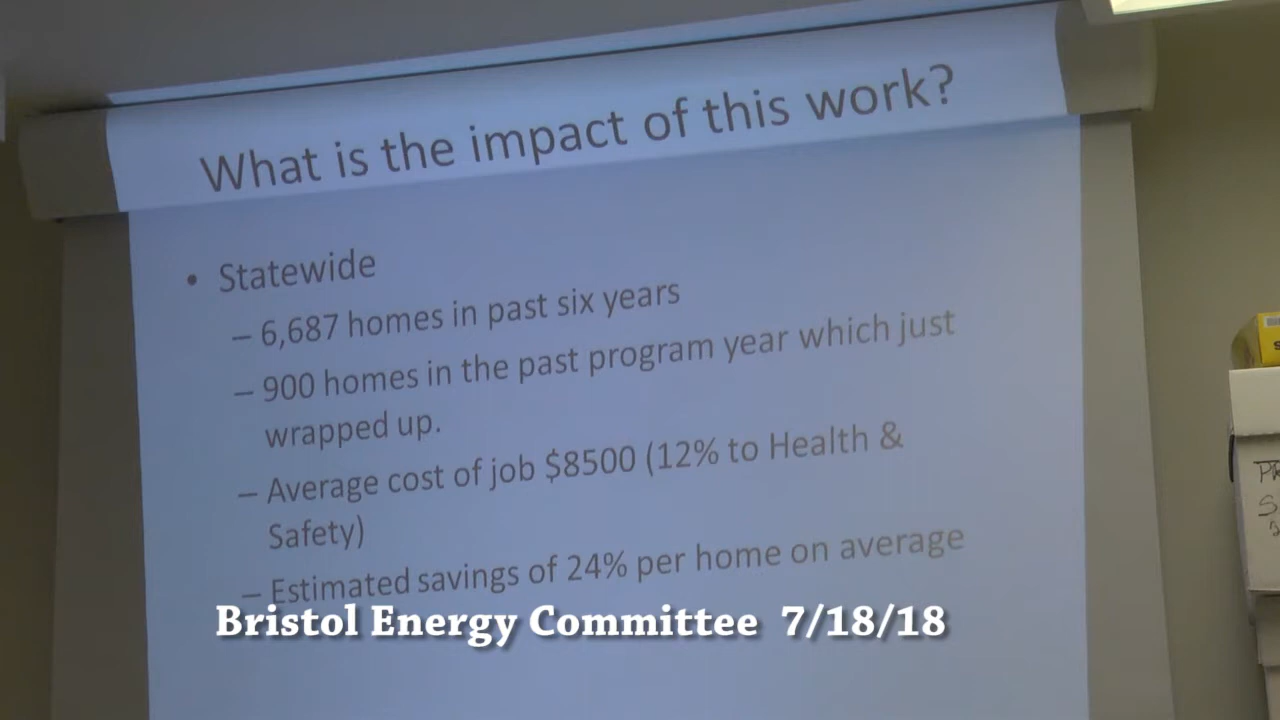 What is the impact of this work?
• Statewide
– 6,687 homes in past six years
– 900 homes in the past program year which just
wrapped up.
– Average cost of job $8500 (12% to Health &
Safety)
– Estimated savings of 24% per home on average
Bristol Energy Committee 7/18/18